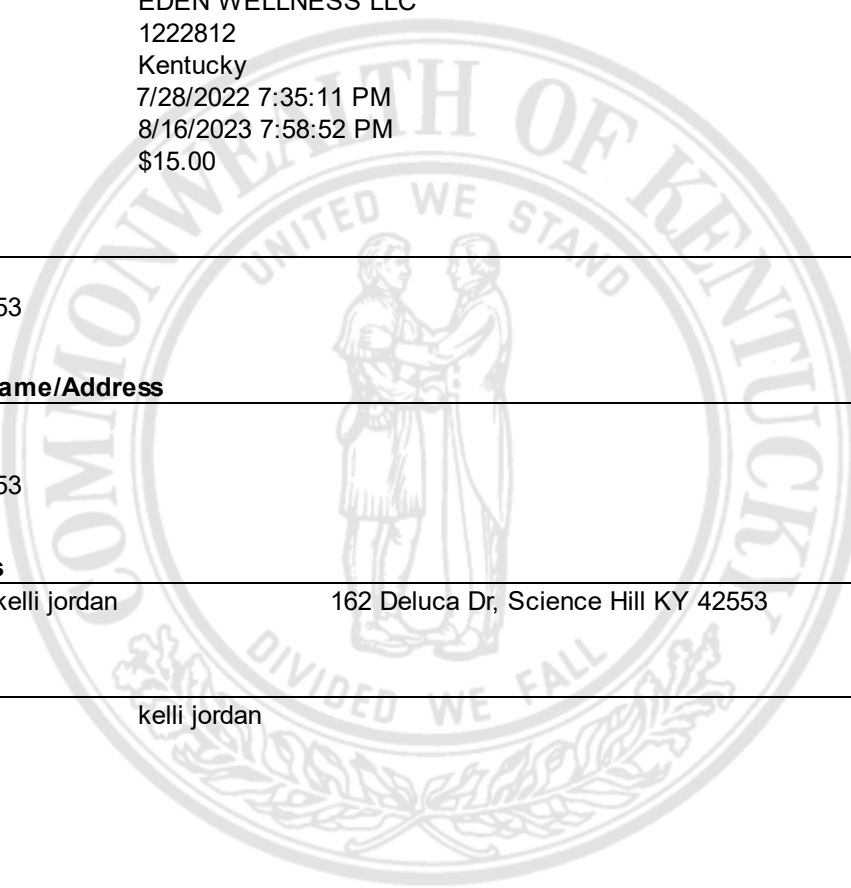 EDEN WELLNESS LLC
1222812
Kentucky
7/28/2022 7:35:11 PM
8/16/2023 7:58:52 PM
$15.00
53
ame/Address
53
s
kelli jordan 162 Deluca Dr, Science Hill KY 42553
kelli jordan
COMMONWEALTH OF KENTUCKY
UNITED WE STAND
DIVIDED WE FALL